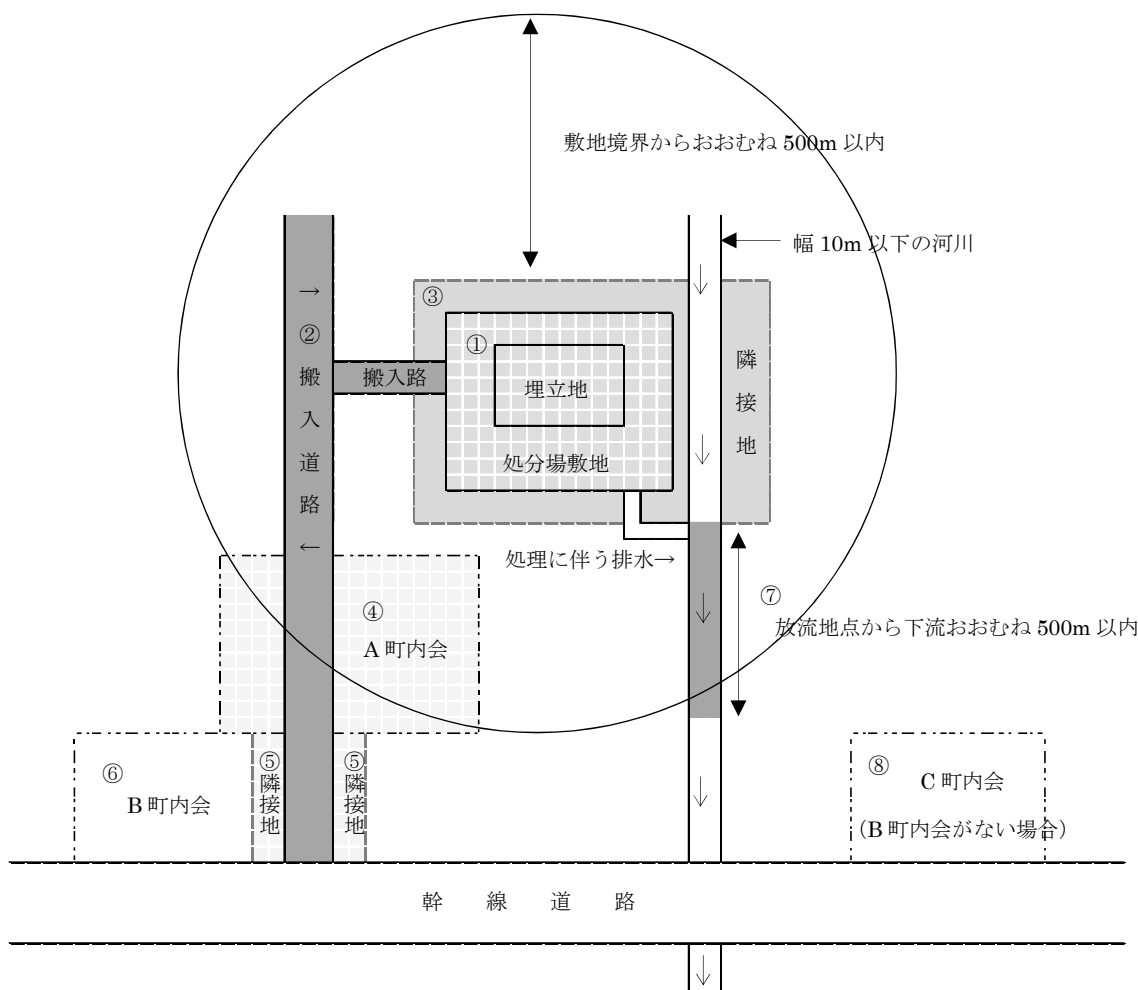 敷地境界からおおむね 500m 以内
幅 10m 以下の河川
↓
→
②
搬入道路
←
③
①
搬入路
埋立地
処分場敷地
隣接地
↓
処理に伴う排水→
↓
⑦
放流地点から下流おおむね 500m 以内
④
A 町内会
⑥
B 町内会
⑤
隣接地
⑤
隣接地
↓
⑧
C 町内会
（B 町内会がない場合）
幹線道路
↓